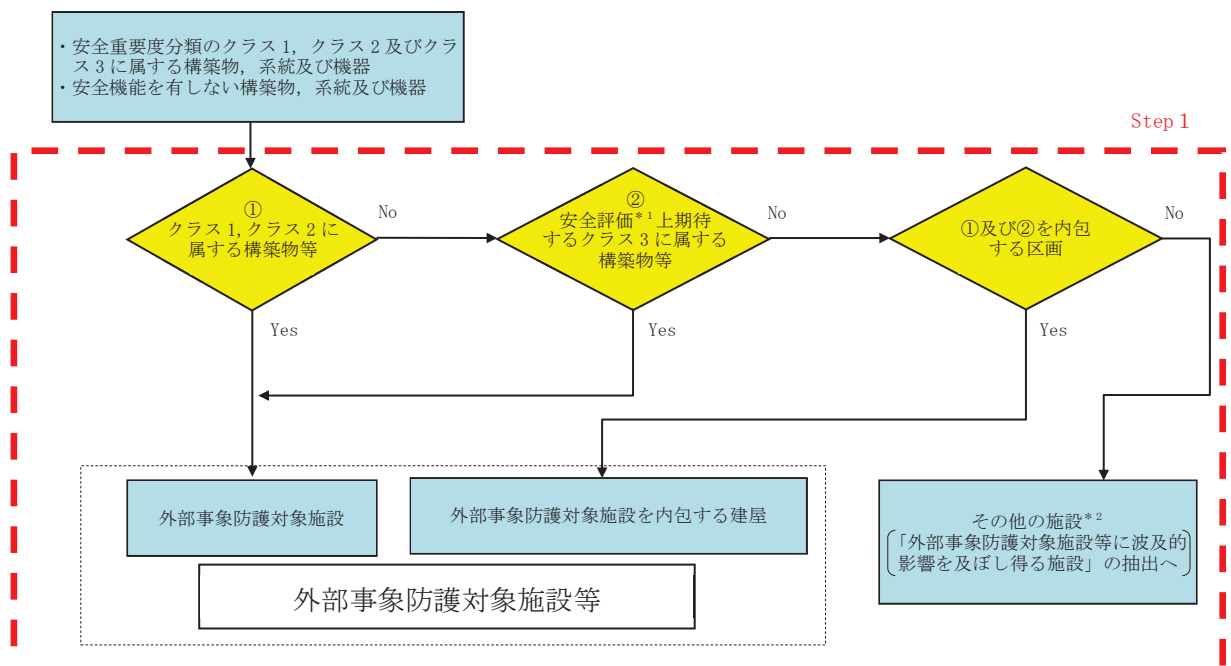 ・安全重要度分類のクラス1，クラス2及びクラ
ス3に属する構築物，系統及び機器
・安全機能を有しない構築物，系統及び機器
Step 1
①
クラス1,クラス2に
属する構築物等
No
②
安全評価*1上期待
するクラス3に属する
構築物等
No
①及び②を内包
する区画
No
Yes
Yes
Yes
外部事象防護対象施設
外部事象防護対象施設を内包する建屋
その他の施設*2
「外部事象防護対象施設等に波及的
影響を及ぼし得る施設」の抽出へ
外部事象防護対象施設等